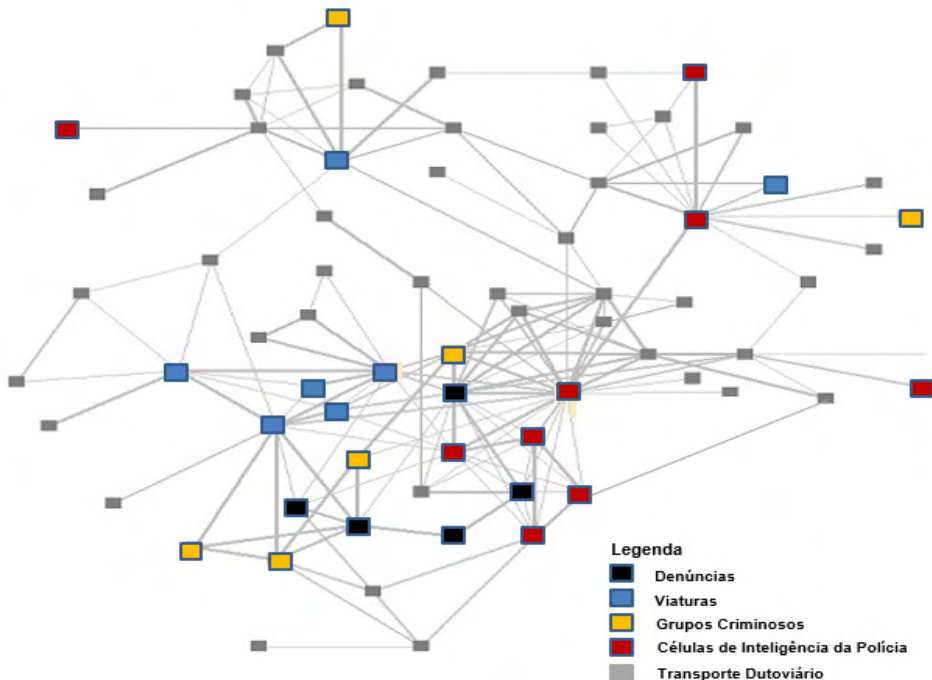 Legenda
Denúncias
Viaturas
Grupos Criminosos
Células de Inteligência da Polícia
Transporte Dutoviário